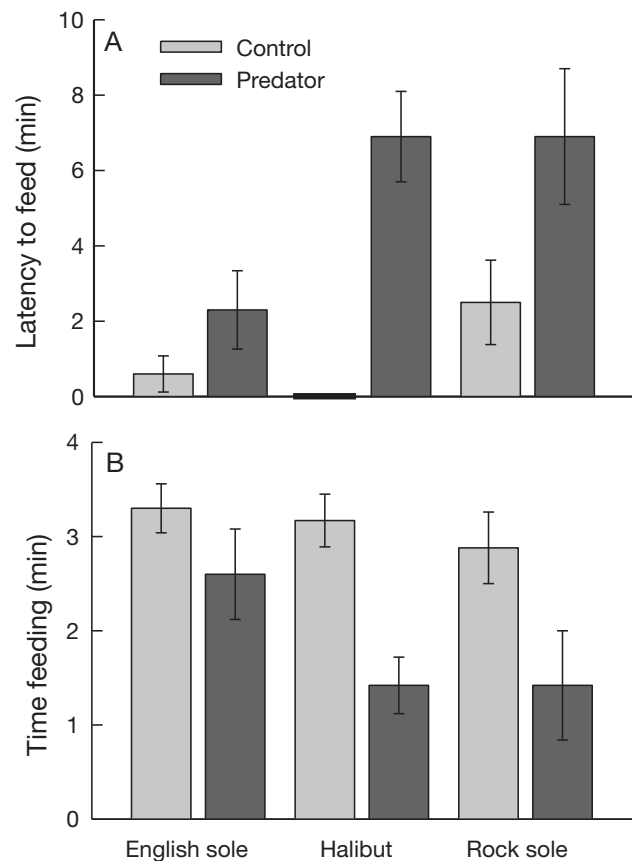 A
Control
Predator
Latency to feed (min)
10
8
6
4
2
0
B
Time feeding (min)
4
3
2
1
0
English sole Halibut Rock sole